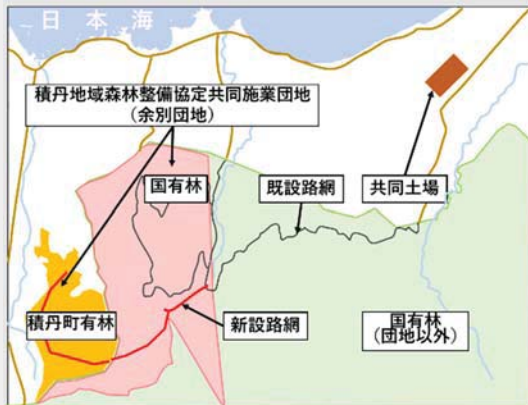 日本海
積丹地域森林整備協定共同施業団地
(余別団地)
国有林
既設路網
共同土場
積丹町有林
新設路網
国有林
(団地以外)